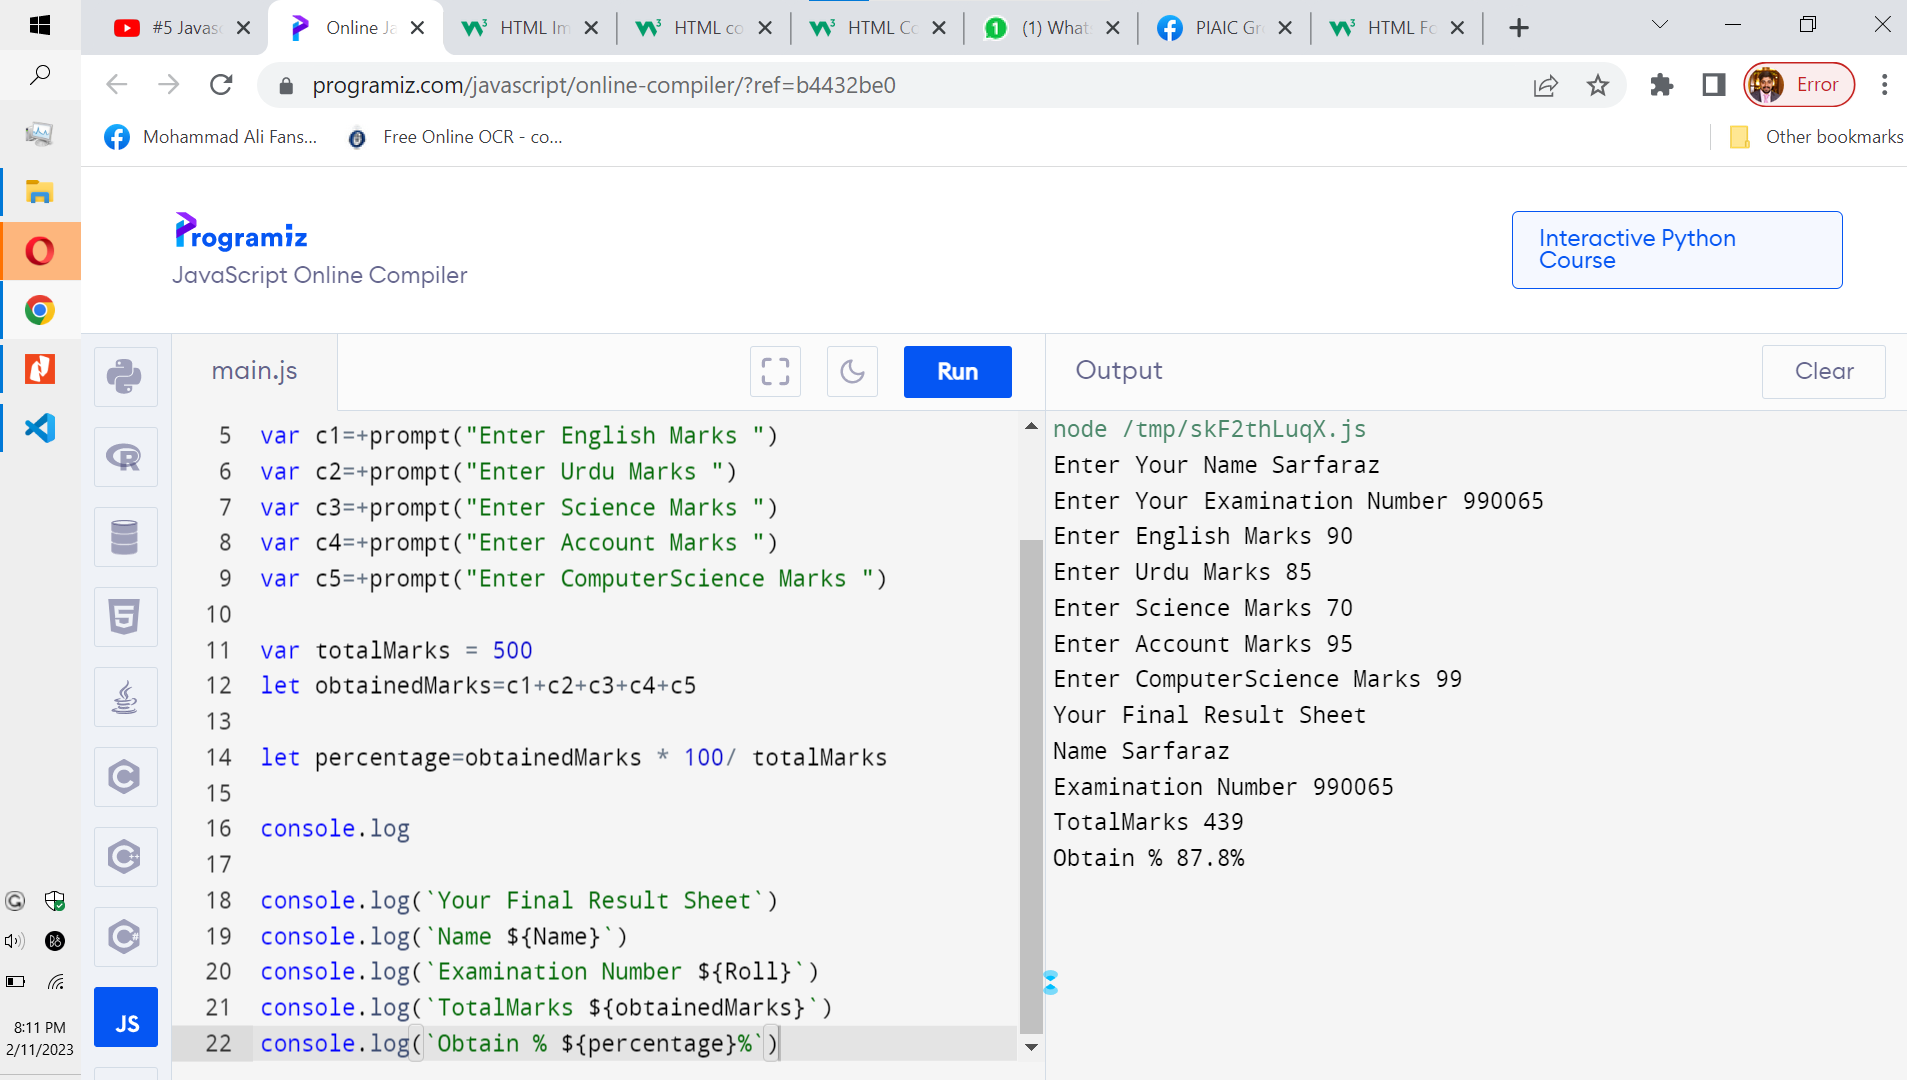 #5 Javasc
Online Ja
HTML Im
HTML co
HTML Co
(1) Whats
PIAIC Gr
HTML Fo
programiz.com/javascript/online-compiler/?ref=b4432be0
Error
Mohammad Ali Fans...
Free Online OCR - co...
Other bookmarks
Programiz
JavaScript Online Compiler
Interactive Python
Course
main.js
Run
Output
Clear
5 var c1=+prompt("Enter English Marks ")
6 var c2=+prompt("Enter Urdu Marks ")
7 var c3=+prompt("Enter Science Marks ")
8 var c4=+prompt("Enter Account Marks ")
9 var c5=+prompt("Enter ComputerScience Marks ")
10
11 var totalMarks = 500
12 let obtainedMarks=c1+c2+c3+c4+c5
13
14 let percentage=obtainedMarks * 100/ totalMarks
15
16 console.log
17
18 console.log(`Your Final Result Sheet`)
19 console.log(`Name ${Name}`)
20 console.log(`Examination Number ${Roll}`)
21 console.log(`TotalMarks ${obtainedMarks}`)
22 console.log(`Obtain % ${percentage}%`)
node /tmp/skF2thLuqX.js
Enter Your Name Sarfaraz
Enter Your Examination Number 990065
Enter English Marks 90
Enter Urdu Marks 85
Enter Science Marks 70
Enter Account Marks 95
Enter ComputerScience Marks 99
Your Final Result Sheet
Name Sarfaraz
Examination Number 990065
TotalMarks 439
Obtain % 87.8%
JS
8:11 PM
2/11/2023